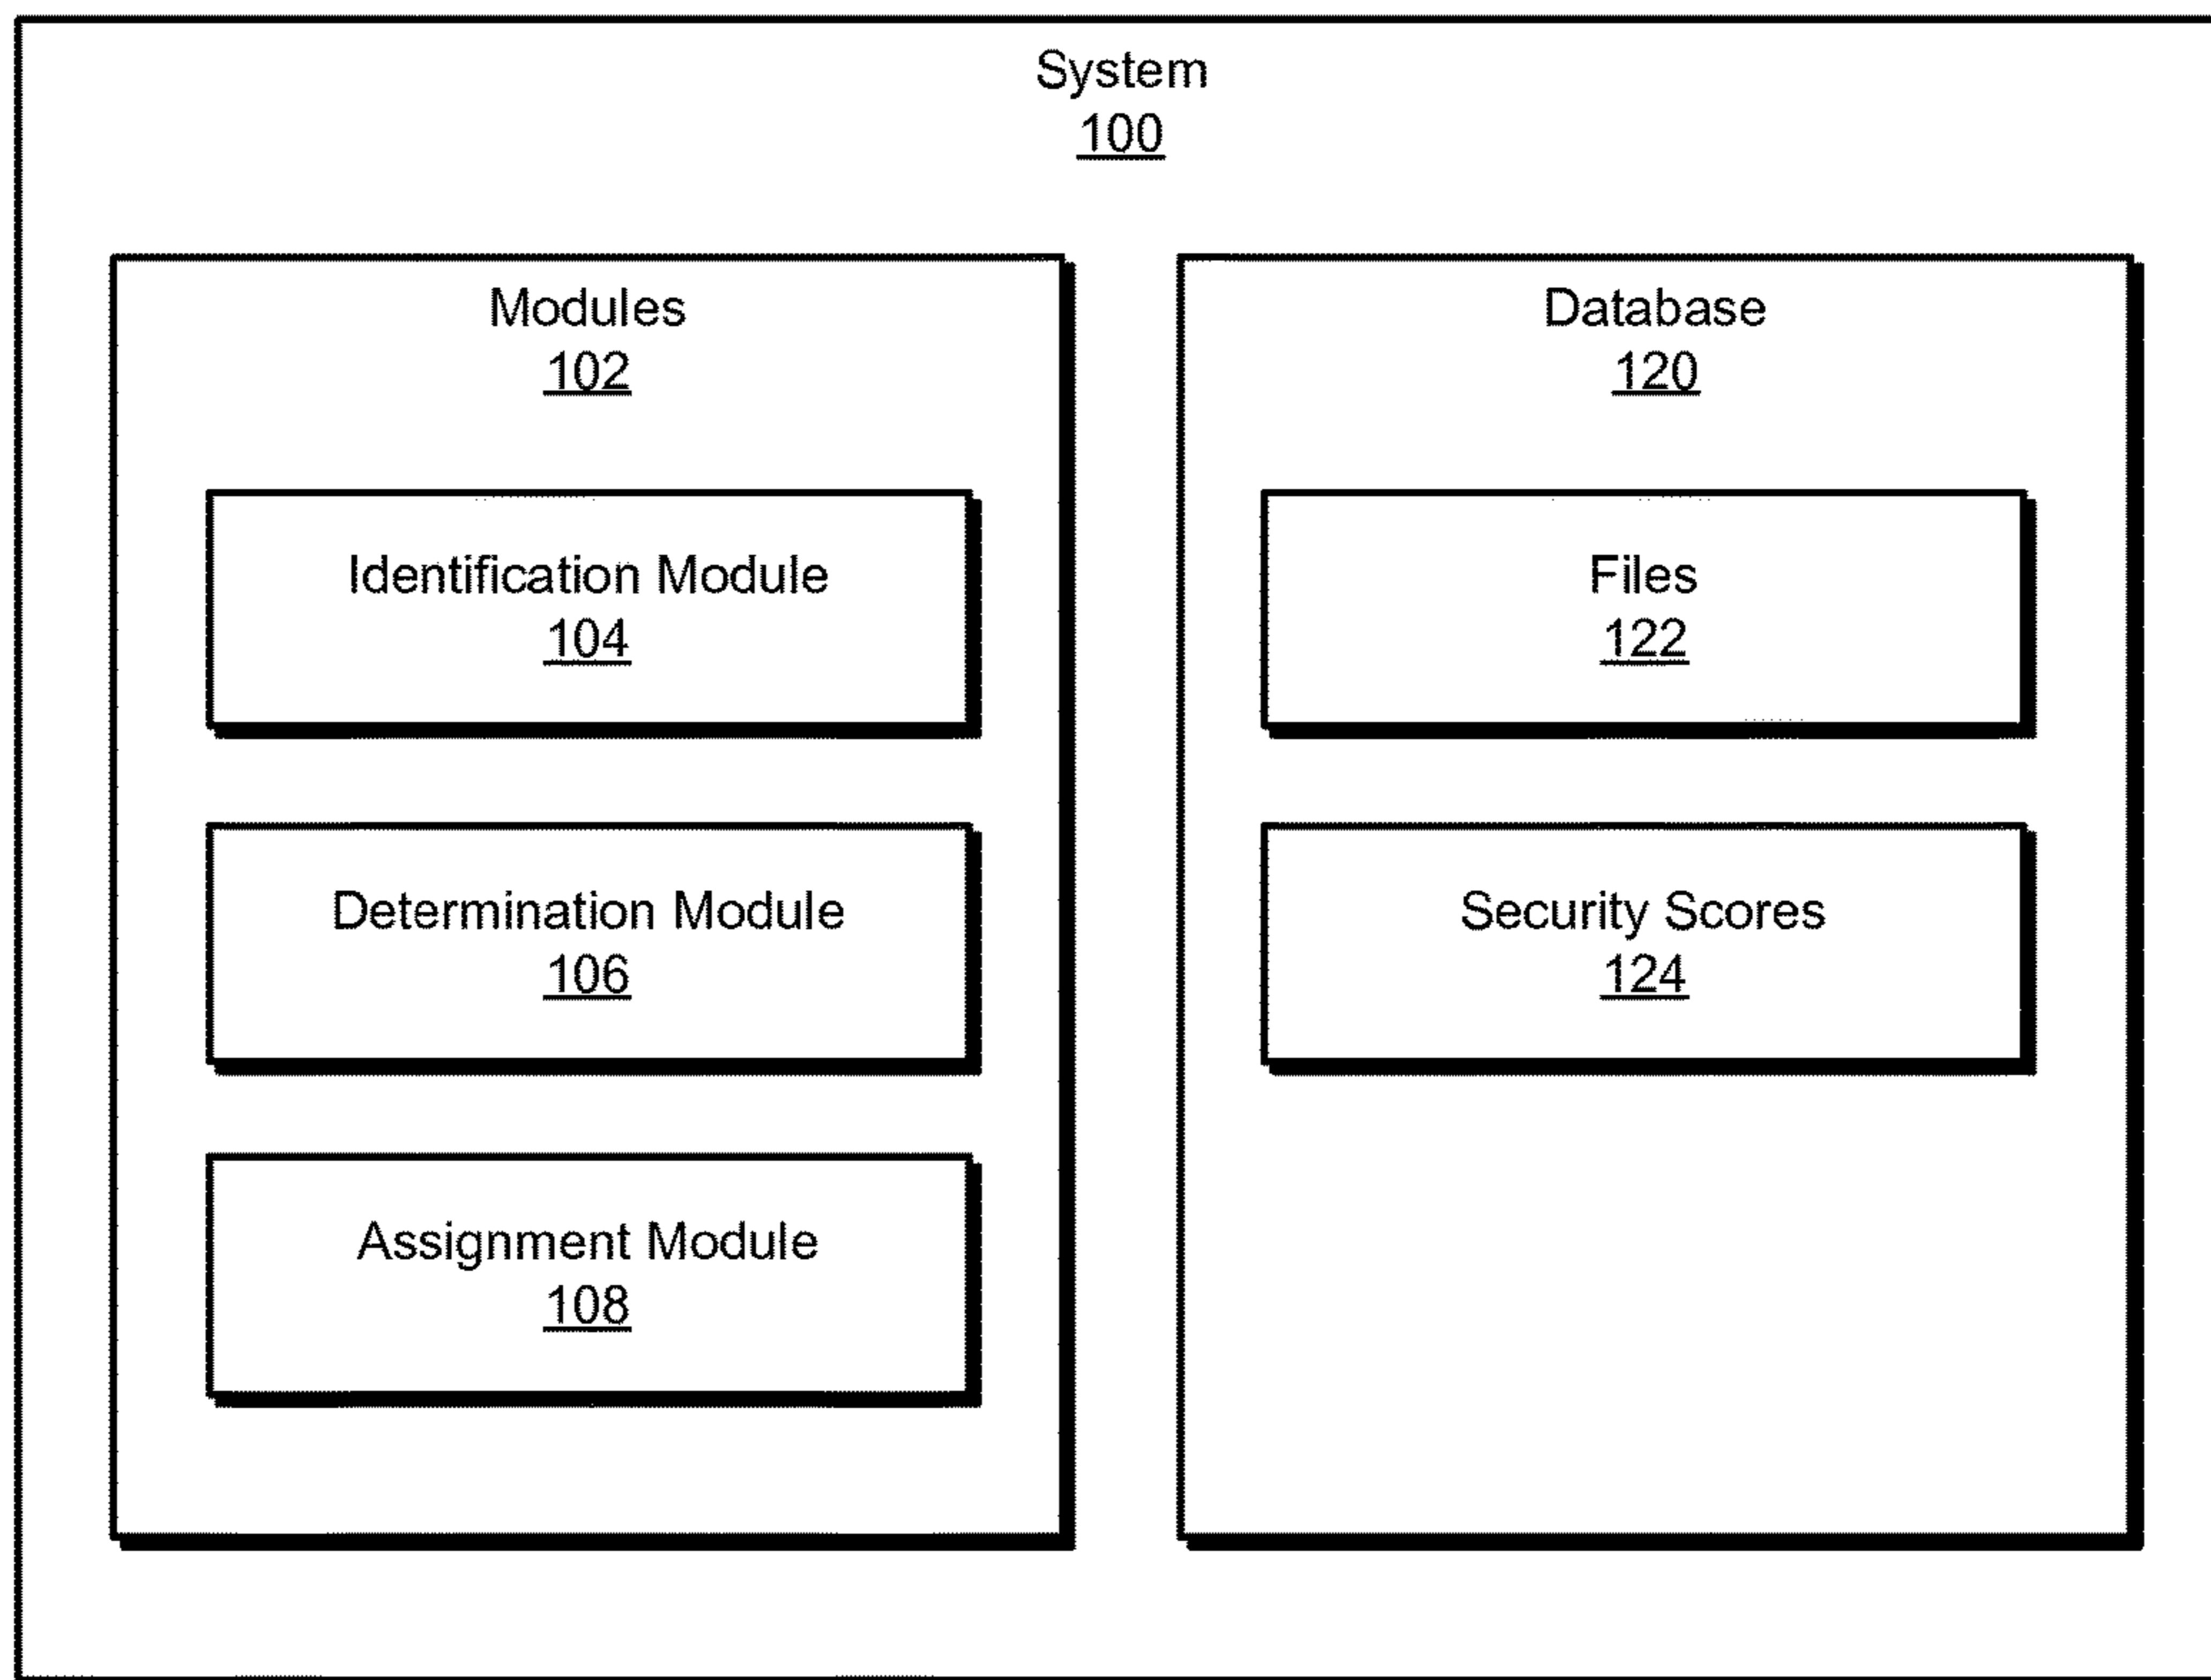 System
100
Modules
102
Identification Module
104
Determination Module
106
Assignment Module
108
Database
120
Files
122
Security Scores
124